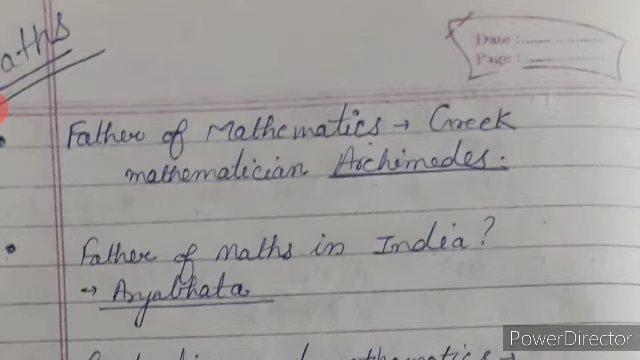 aths
Date :
Page :
Father of Mathematics → Greek
mathematician Archimedes.
Father of maths in India?
→ Aryabhata
PowerDirector